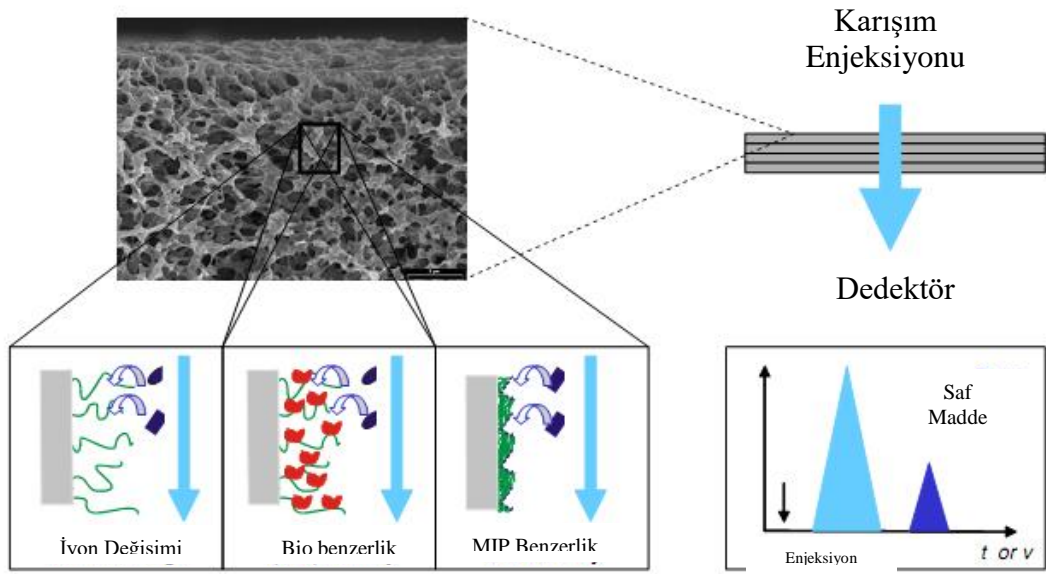 Karışım
Enjeksiyonu
Dedektör
İyon Değişimi
Bio benzerlik
MIP Benzerlik
Saf
Madde
Enjeksiyon
t or v